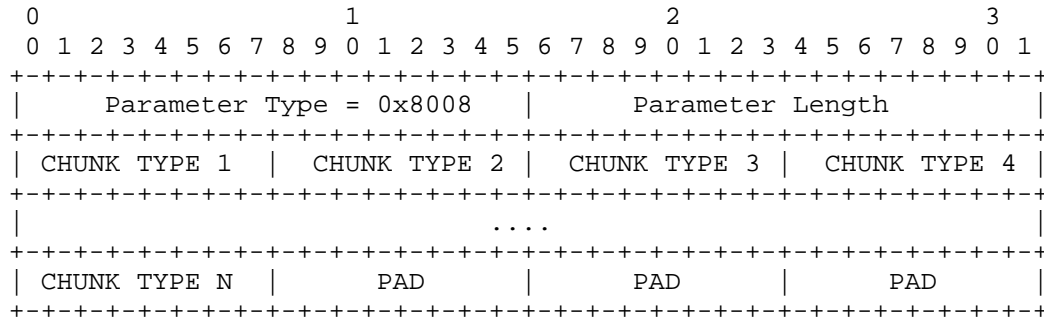 0                   1                   2                   3
 0 1 2 3 4 5 6 7 8 9 0 1 2 3 4 5 6 7 8 9 0 1 2 3 4 5 6 7 8 9 0 1
+-+-+-+-+-+-+-+-+-+-+-+-+-+-+-+-+-+-+-+-+-+-+-+-+-+-+-+-+-+-+-+-+
|     Parameter Type = 0x8008   |      Parameter Length         |
+-+-+-+-+-+-+-+-+-+-+-+-+-+-+-+-+-+-+-+-+-+-+-+-+-+-+-+-+-+-+-+-+
| CHUNK TYPE 1  |  CHUNK TYPE 2 |  CHUNK TYPE 3 |  CHUNK TYPE 4 |
+-+-+-+-+-+-+-+-+-+-+-+-+-+-+-+-+-+-+-+-+-+-+-+-+-+-+-+-+-+-+-+-+
|                             ....                              |
+-+-+-+-+-+-+-+-+-+-+-+-+-+-+-+-+-+-+-+-+-+-+-+-+-+-+-+-+-+-+-+-+
| CHUNK TYPE N  |      PAD      |      PAD      |      PAD      |
+-+-+-+-+-+-+-+-+-+-+-+-+-+-+-+-+-+-+-+-+-+-+-+-+-+-+-+-+-+-+-+-+